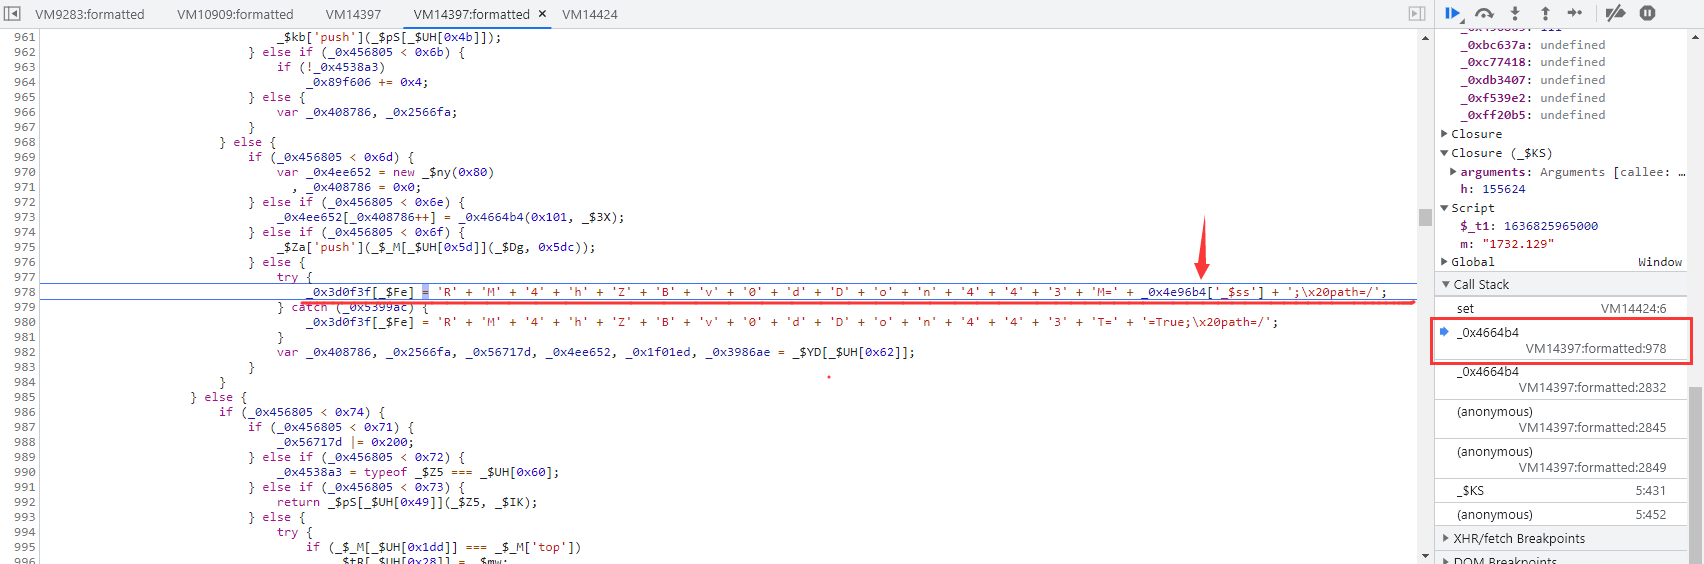 VM9283:formatted VM10909:formatted VM14397 VM14397:formatted × VM14424
961 _$kb['push'](_$pS[_$UH[0x4b]]);
962 } else if (_0x456805 < 0x6b) {
963 if (!_0x4538a3)
964 _0x89f606 += 0x4;
965 } else {
966 var _0x408786, _0x2566fa;
967 }
968 } else {
969 if (_0x456805 < 0x6d) {
970 var _0x4ee652 = new _$ny(0x80)
971 , _0x408786 = 0x0;
972 } else if (_0x456805 < 0x6e) {
973 _0x4ee652[_0x408786++] = _0x4664b4(0x101, _$3X);
974 } else if (_0x456805 < 0x6f) {
975 _$Za['push'](_$_M[_$UH[0x5d]](_$Dg, 0x5dc));
976 } else {
977 try {
978 _0x3d0f3f[_$Fe] = 'R' + 'M' + '4' + 'h' + 'Z' + 'B' + 'v' + '0' + 'd' + 'D' + 'o' + 'n' + '4' + '4' + '3' + 'M=' + _0x4e96b4['_$ss'] + ';\x20path=/';
979 } catch (_0x5399ac) {
980 _0x3d0f3f[_$Fe] = 'R' + 'M' + '4' + 'h' + 'Z' + 'B' + 'v' + '0' + 'd' + 'D' + 'o' + 'n' + '4' + '4' + '3' + 'T=' + '=True;\x20path=/';
981 }
982 var _0x408786, _0x2566fa, _0x56717d, _0x4ee652, _0x1f01ed, _0x3986ae = _$YD[_$UH[0x62]];
983 }
984 }
985 } else {
986 if (_0x456805 < 0x74) {
987 if (_0x456805 < 0x71) {
988 _0x56717d |= 0x200;
989 } else if (_0x456805 < 0x72) {
990 _0x4538a3 = typeof _$Z5 === _$UH[0x60];
991 } else if (_0x456805 < 0x73) {
992 return _$pS[_$UH[0x49]](_$Z5, _$IK);
993 } else {
994 try {
995 if (_$_M[_$UH[0x1dd]] === _$_M['top'])
996 _$tR[_$UH[0x28]] = _$mw;
_0xbc637a: undefined
_0xc77418: undefined
_0xdb3407: undefined
_0xf539e2: undefined
_0xff20b5: undefined
Closure
Closure (_$KS)
arguments: Arguments [callee: …
h: 155624
Script
$_t1: 1636825965000
m: "1732.129"
Global Window
Call Stack
set VM14424:6
_0x4664b4
VM14397:formatted:978
_0x4664b4
VM14397:formatted:2832
(anonymous)
VM14397:formatted:2845
(anonymous)
VM14397:formatted:2849
_$KS 5:431
(anonymous) 5:452
XHR/fetch Breakpoints
DOM Breakpoints